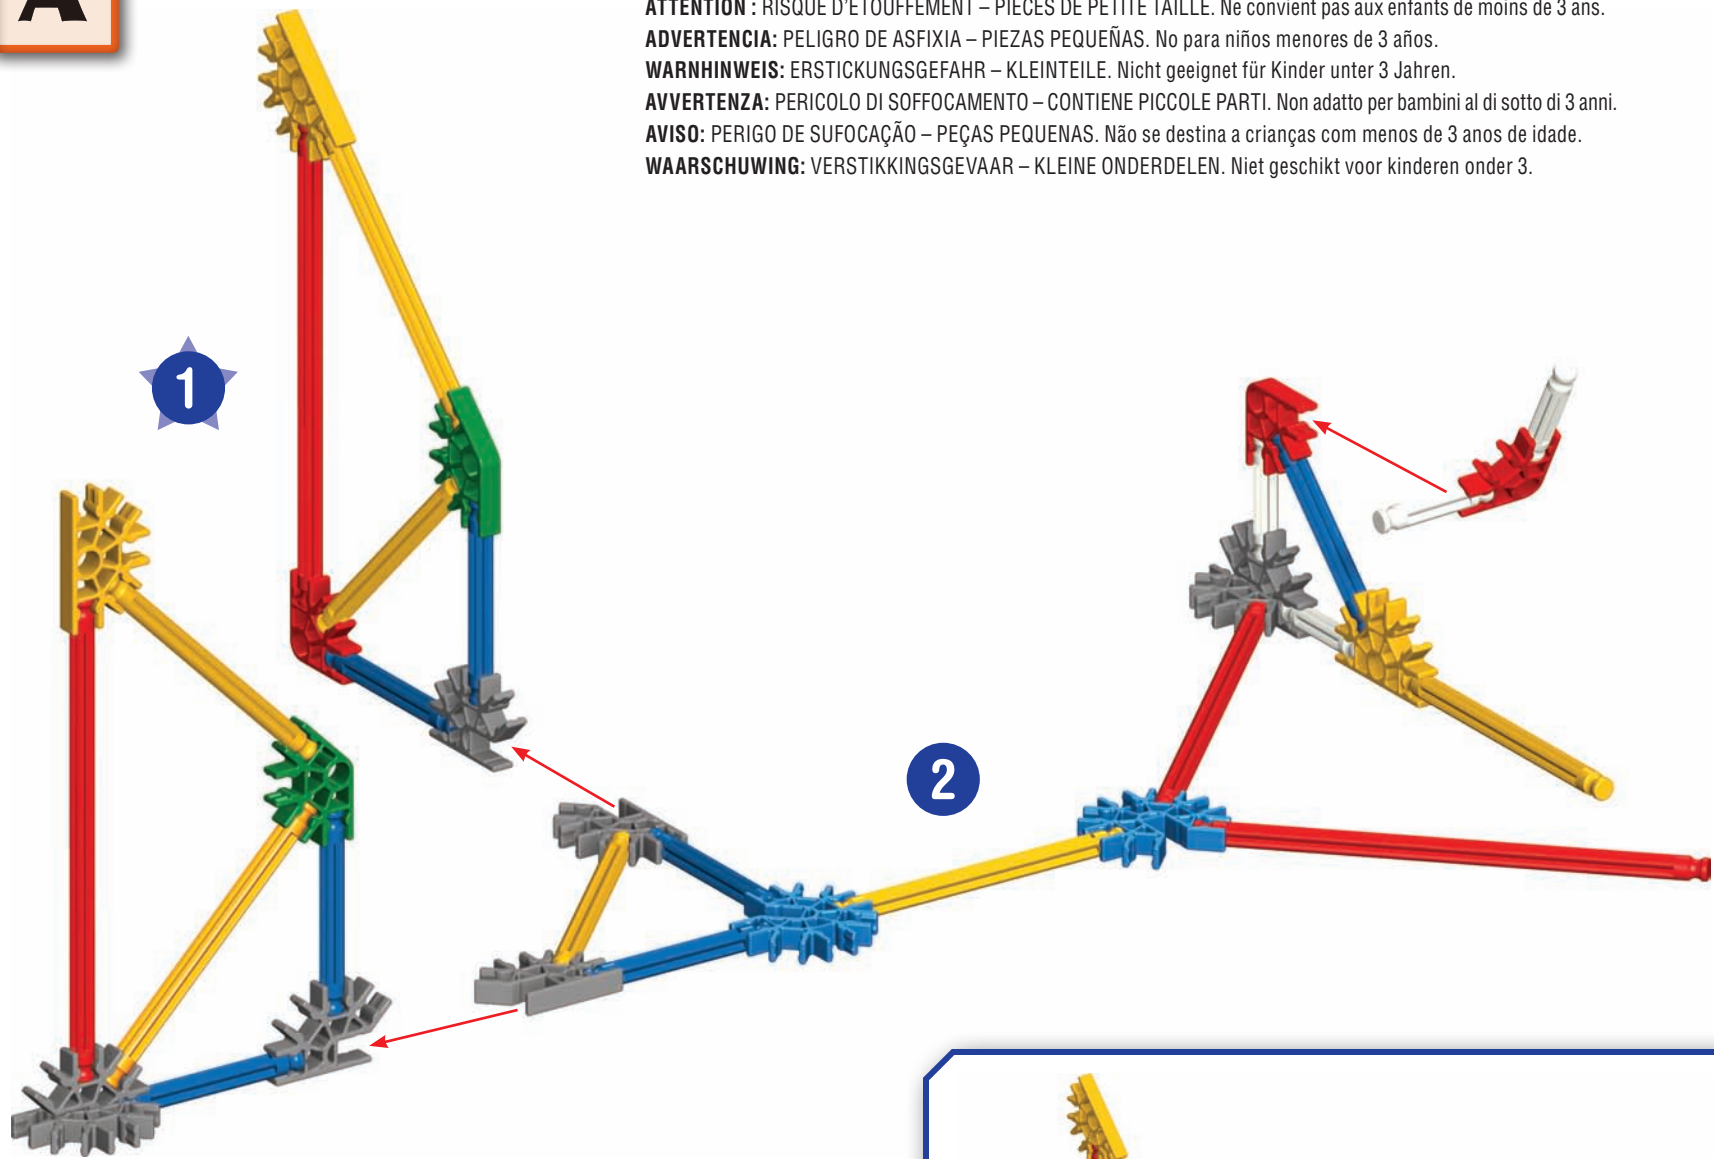 A
ATTENTION : RISQUE D'ÉTOUFFEMENT – PIÈCES DE PETITE TAILLE. Ne convient pas aux enfants de moins de 3 ans.
ADVERTENCIA: PELIGRO DE ASFIXIA – PIEZAS PEQUEÑAS. No para niños menores de 3 años.
WARNHINWEIS: ERSTICKUNGSGEFAHR – KLEINTEILE. Nicht geeignet für Kinder unter 3 Jahren.
AVVERTENZA: PERICOLO DI SOFFOCAMENTO – CONTIENE PICCOLE PARTI. Non adatto per bambini al di sotto di 3 anni.
AVISO: PERIGO DE SUFOCAÇÃO – PEÇAS PEQUENAS. Não se destina a crianças com menos de 3 anos de idade.
WAARSCHUWING: VERSTIKKINGSGEVAAR – KLEINE ONDERDELEN. Niet geschikt voor kinderen onder 3.
1
2